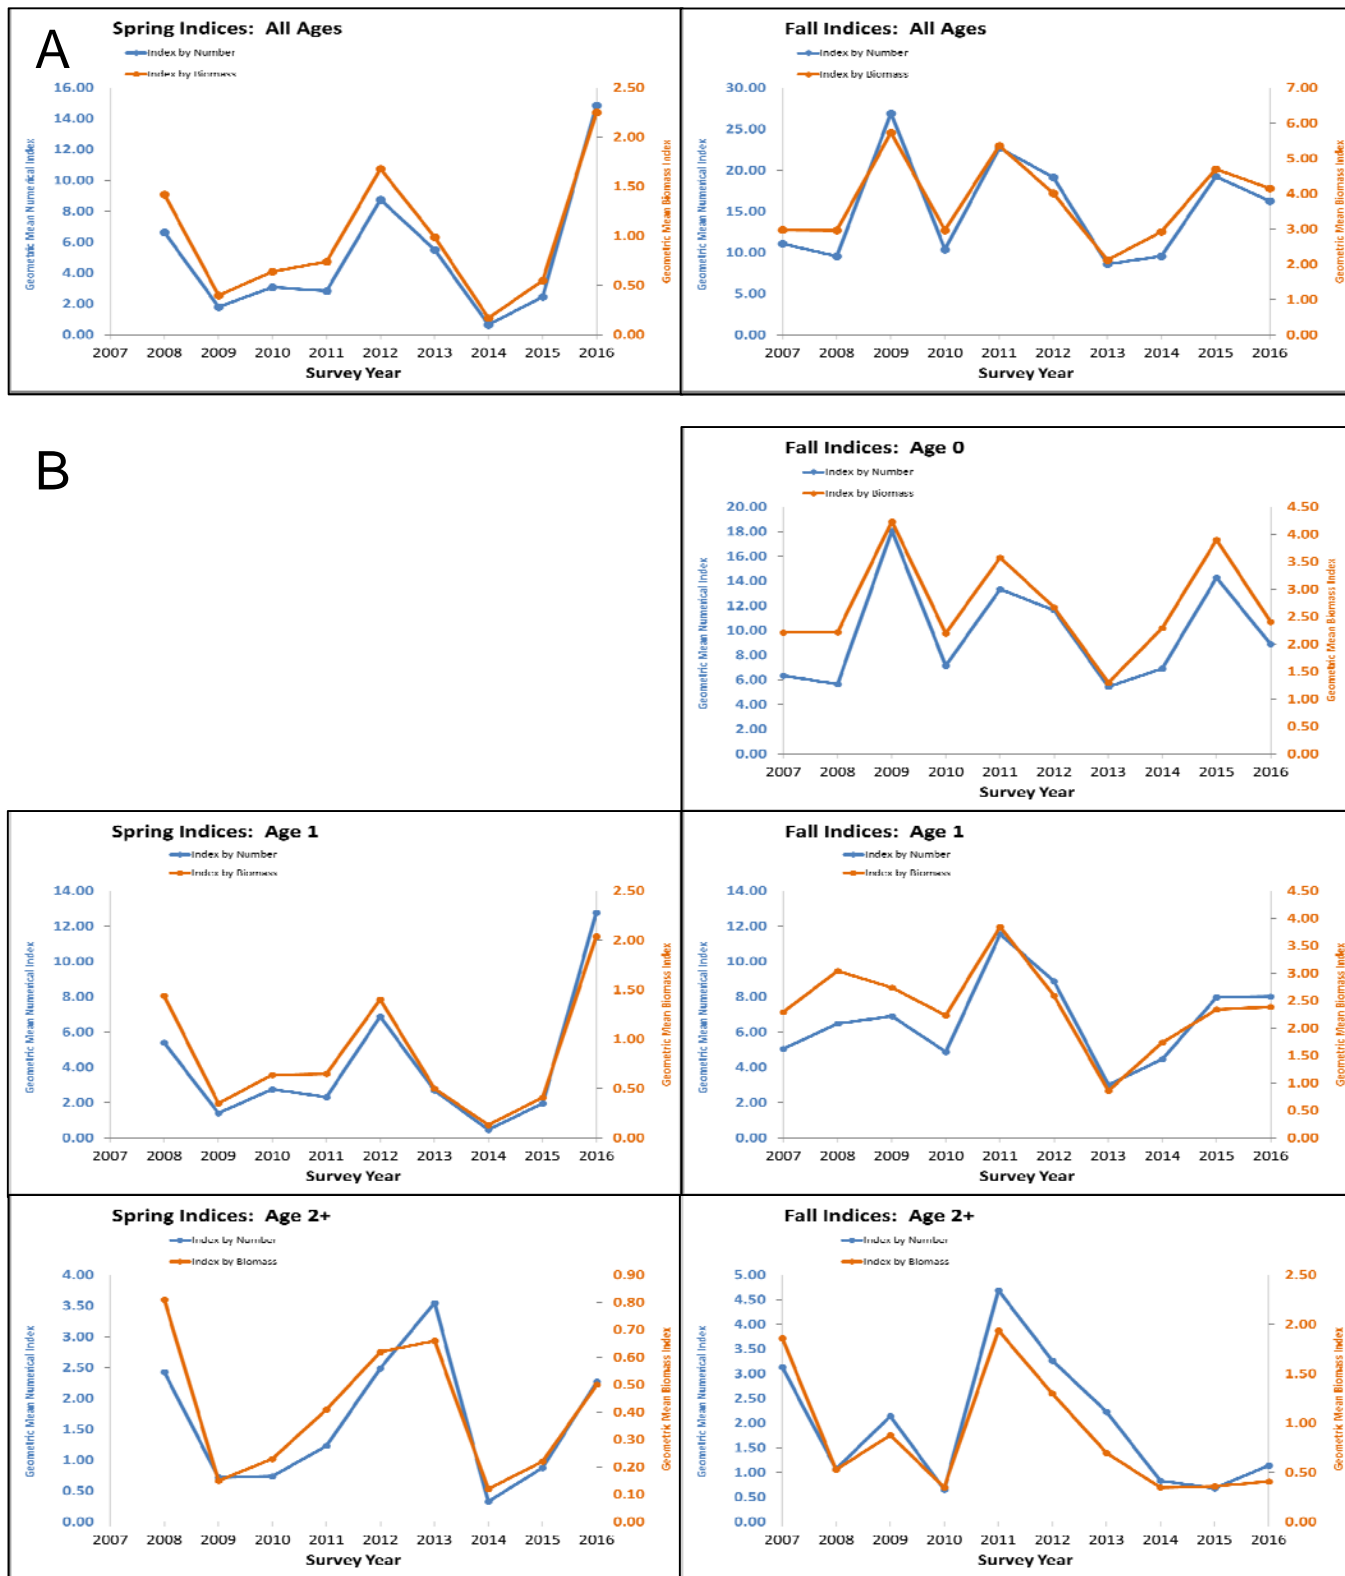 A
Spring Indices: All Ages
Index by Number
Index by Biomass
16.00
14.00
12.00
10.00
8.00
6.00
4.00
2.00
0.00
2.50
2.00
1.50
1.00
0.50
0.00
Geometric Mean Numerical Index
Geometric Mean Biomass Index
2007 2008 2009 2010 2011 2012 2013 2014 2015 2016
Survey Year
Fall Indices: All Ages
Index by Number
Index by Biomass
30.00
25.00
20.00
15.00
10.00
5.00
0.00
7.00
6.00
5.00
4.00
3.00
2.00
1.00
0.00
Geometric Mean Numerical Index
Geometric Mean Biomass Index
2007 2008 2009 2010 2011 2012 2013 2014 2015 2016
Survey Year
B
Fall Indices: Age 0
Index by Number
Index by Biomass
20.00
18.00
16.00
14.00
12.00
10.00
8.00
6.00
4.00
2.00
0.00
4.50
4.00
3.50
3.00
2.50
2.00
1.50
1.00
0.50
0.00
Geometric Mean Numerical Index
Geometric Mean Biomass Index
2007 2008 2009 2010 2011 2012 2013 2014 2015 2016
Survey Year
Spring Indices: Age 1
Index by Number
Index by Biomass
14.00
12.00
10.00
8.00
6.00
4.00
2.00
0.00
2.50
2.00
1.50
1.00
0.50
0.00
Geometric Mean Numerical Index
Geometric Mean Biomass Index
2007 2008 2009 2010 2011 2012 2013 2014 2015 2016
Survey Year
Fall Indices: Age 1
Index by Number
Index by Biomass
14.00
12.00
10.00
8.00
6.00
4.00
2.00
0.00
4.50
4.00
3.50
3.00
2.50
2.00
1.50
1.00
0.50
0.00
Geometric Mean Numerical Index
Geometric Mean Biomass Index
2007 2008 2009 2010 2011 2012 2013 2014 2015 2016
Survey Year
Spring Indices: Age 2+
Index by Number
Index by Biomass
4.00
3.50
3.00
2.50
2.00
1.50
1.00
0.50
0.00
0.90
0.80
0.70
0.60
0.50
0.40
0.30
0.20
0.10
0.00
Geometric Mean Numerical Index
Geometric Mean Biomass Index
2007 2008 2009 2010 2011 2012 2013 2014 2015 2016
Survey Year
Fall Indices: Age 2+
Index by Number
Index by Biomass
5.00
4.50
4.00
3.50
3.00
2.50
2.00
1.50
1.00
0.50
0.00
2.50
2.00
1.50
1.00
0.50
0.00
Geometric Mean Numerical Index
Geometric Mean Biomass Index
2007 2008 2009 2010 2011 2012 2013 2014 2015 2016
Survey Year